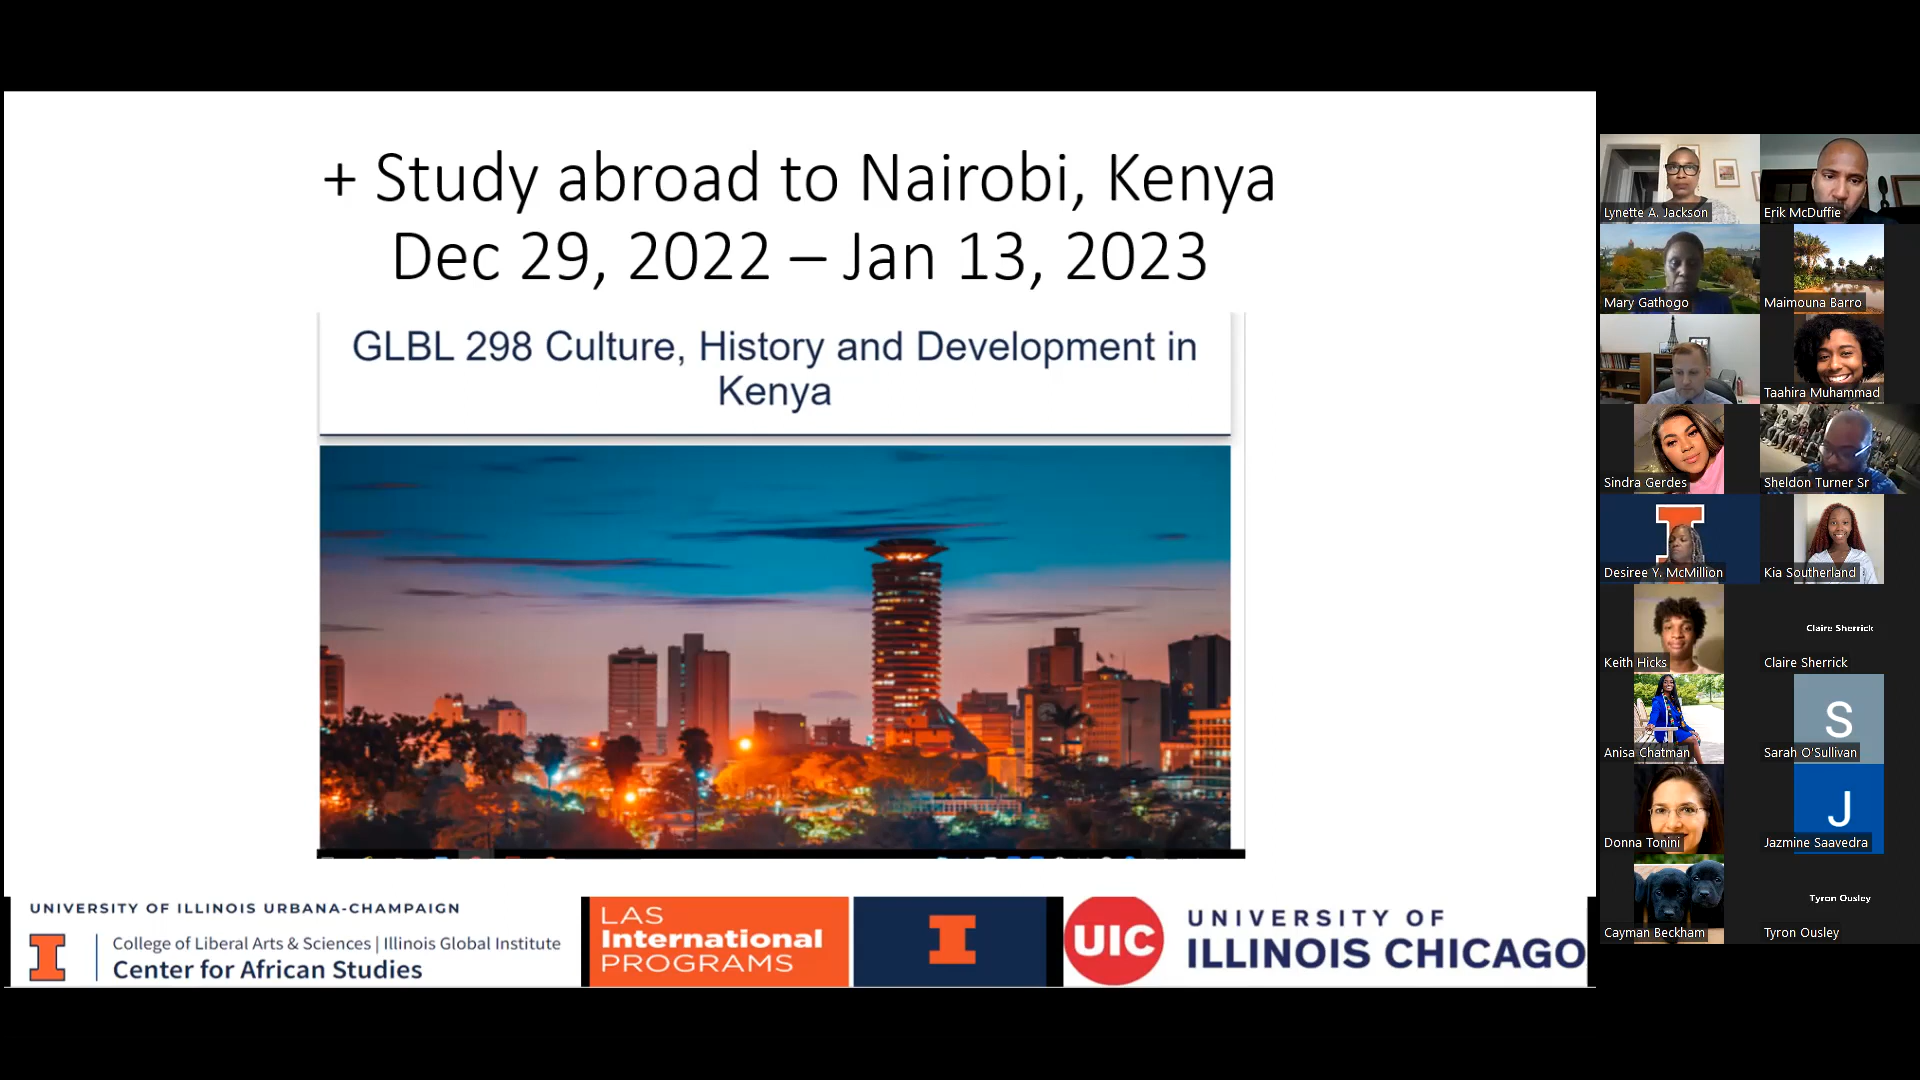 + Study abroad to Nairobi, Kenya
Dec 29, 2022 – Jan 13, 2023
GLBL 298 Culture, History and Development in
Kenya
UNIVERSITY OF ILLINOIS URBANA-CHAMPAIGN
College of Liberal Arts & Sciences | Illinois Global Institute
Center for African Studies
LAS
International
PROGRAMS
I
UIC
UNIVERSITY OF
ILLINOIS CHICAGO
Lynette A. Jackson
Erik McDuffie
Mary Gathogo
Maimouna Barro
Taahira Muhammad
Sindra Gerdes
Sheldon Turner Sr
Desiree Y. McMillion
Kia Southerland
Keith Hicks
Claire Sherrick
Claire Sherrick
Anisa Chatman
S
Sarah O'Sullivan
Donna Tonini
J
Jazmine Saavedra
Cayman Beckham
Tyron Ousley
Tyron Ousley